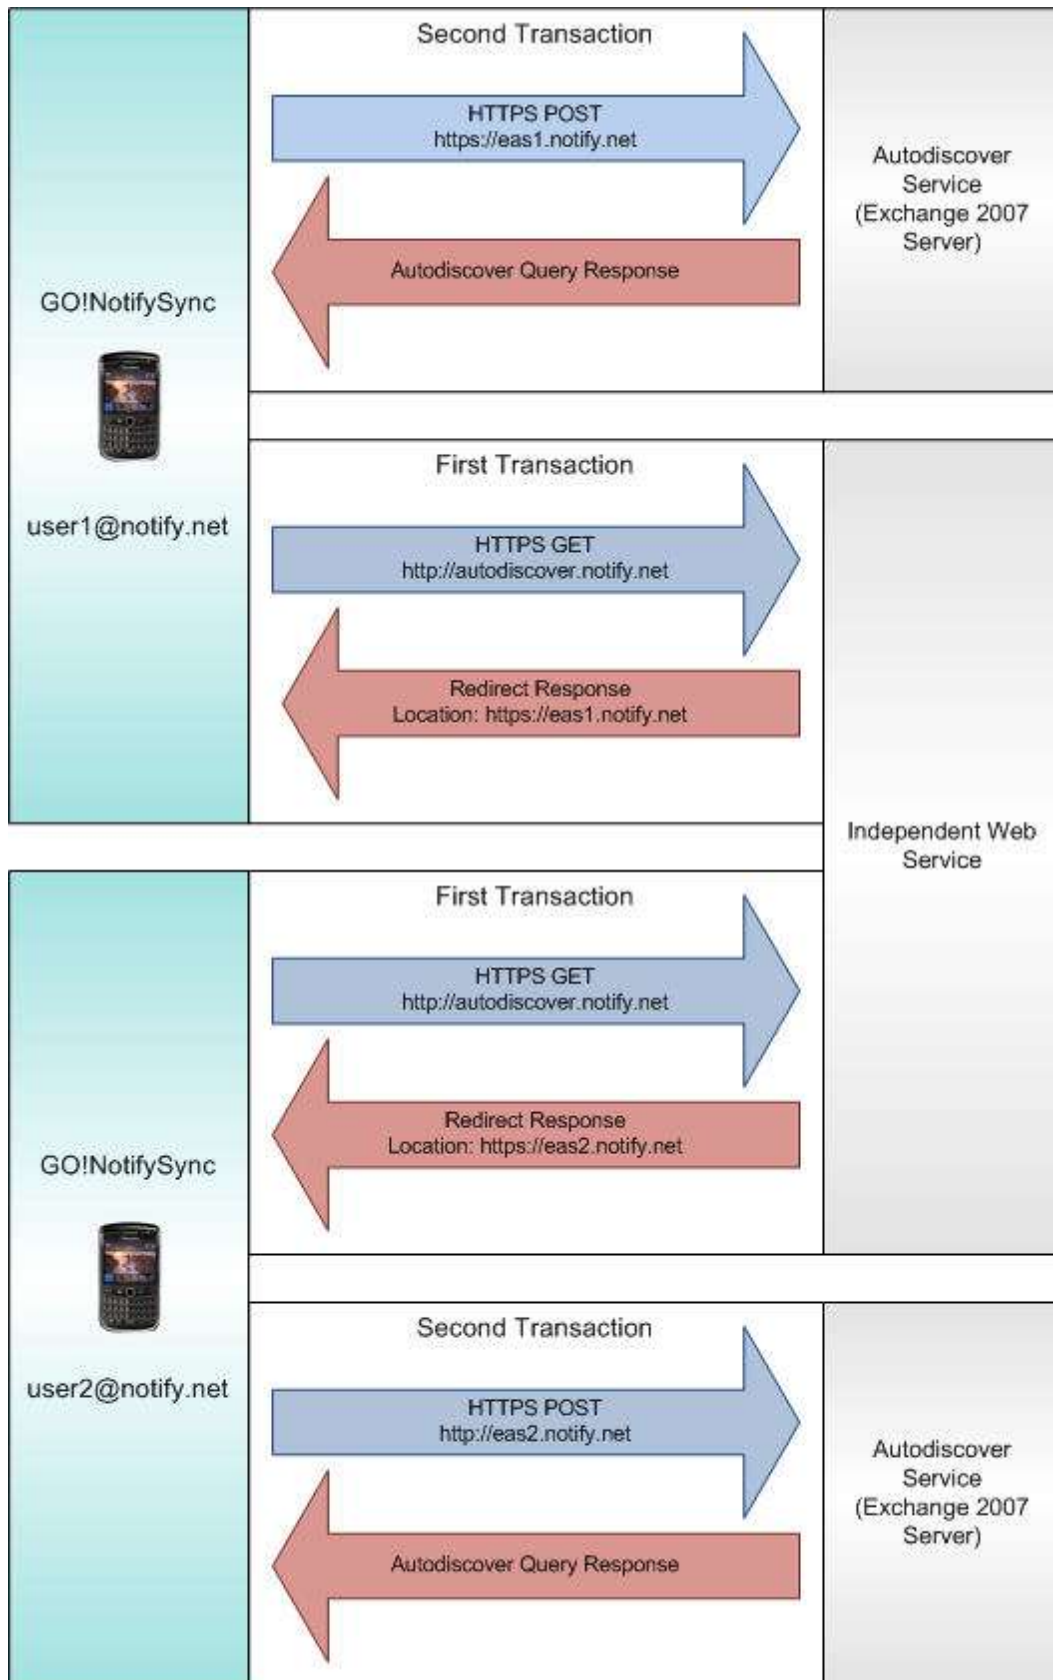 GO!NotifySync
user1@notify.net
Second Transaction
HTTPS POST
https://eas1.notify.net
Autodiscover Query Response
Autodiscover
Service
(Exchange 2007
Server)
First Transaction
HTTPS GET
http://autodiscover.notify.net
Redirect Response
Location: https://eas1.notify.net
Independent Web
Service
GO!NotifySync
user2@notify.net
First Transaction
HTTPS GET
http://autodiscover.notify.net
Redirect Response
Location: https://eas2.notify.net
Second Transaction
HTTPS POST
http://eas2.notify.net
Autodiscover Query Response
Autodiscover
Service
(Exchange 2007
Server)